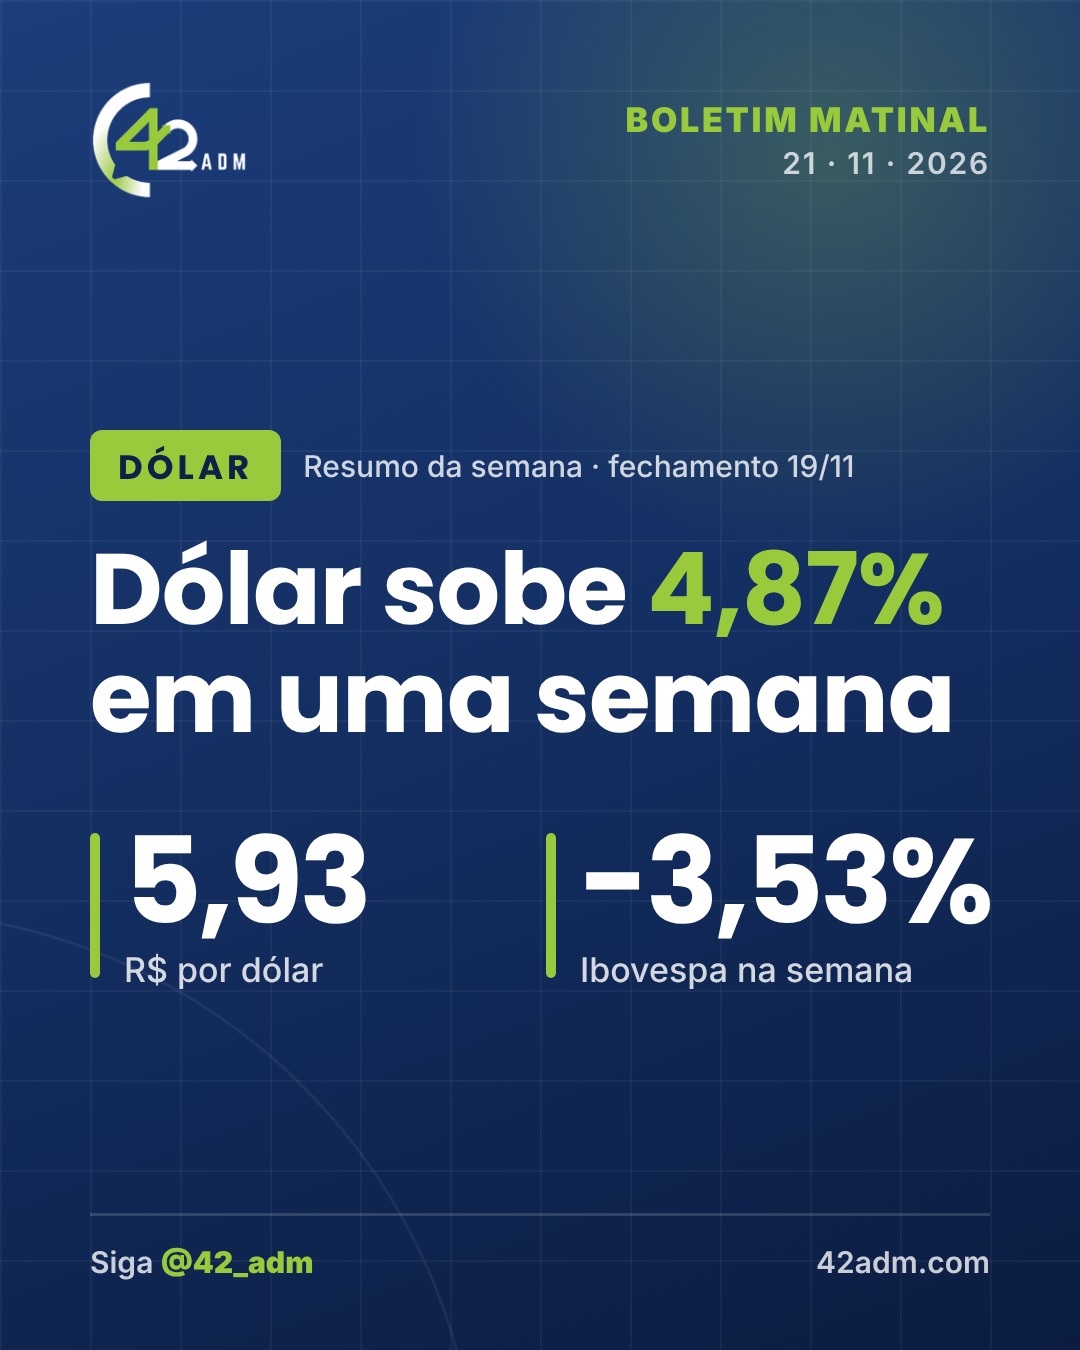 42 ADM
BOLETIM MATINAL
21 · 11 · 2026
DÓLAR
Resumo da semana · fechamento 19/11
Dólar sobe 4,87%
em uma semana
5,93
R$ por dólar
-3,53%
Ibovespa na semana
Siga @42_adm
42adm.com